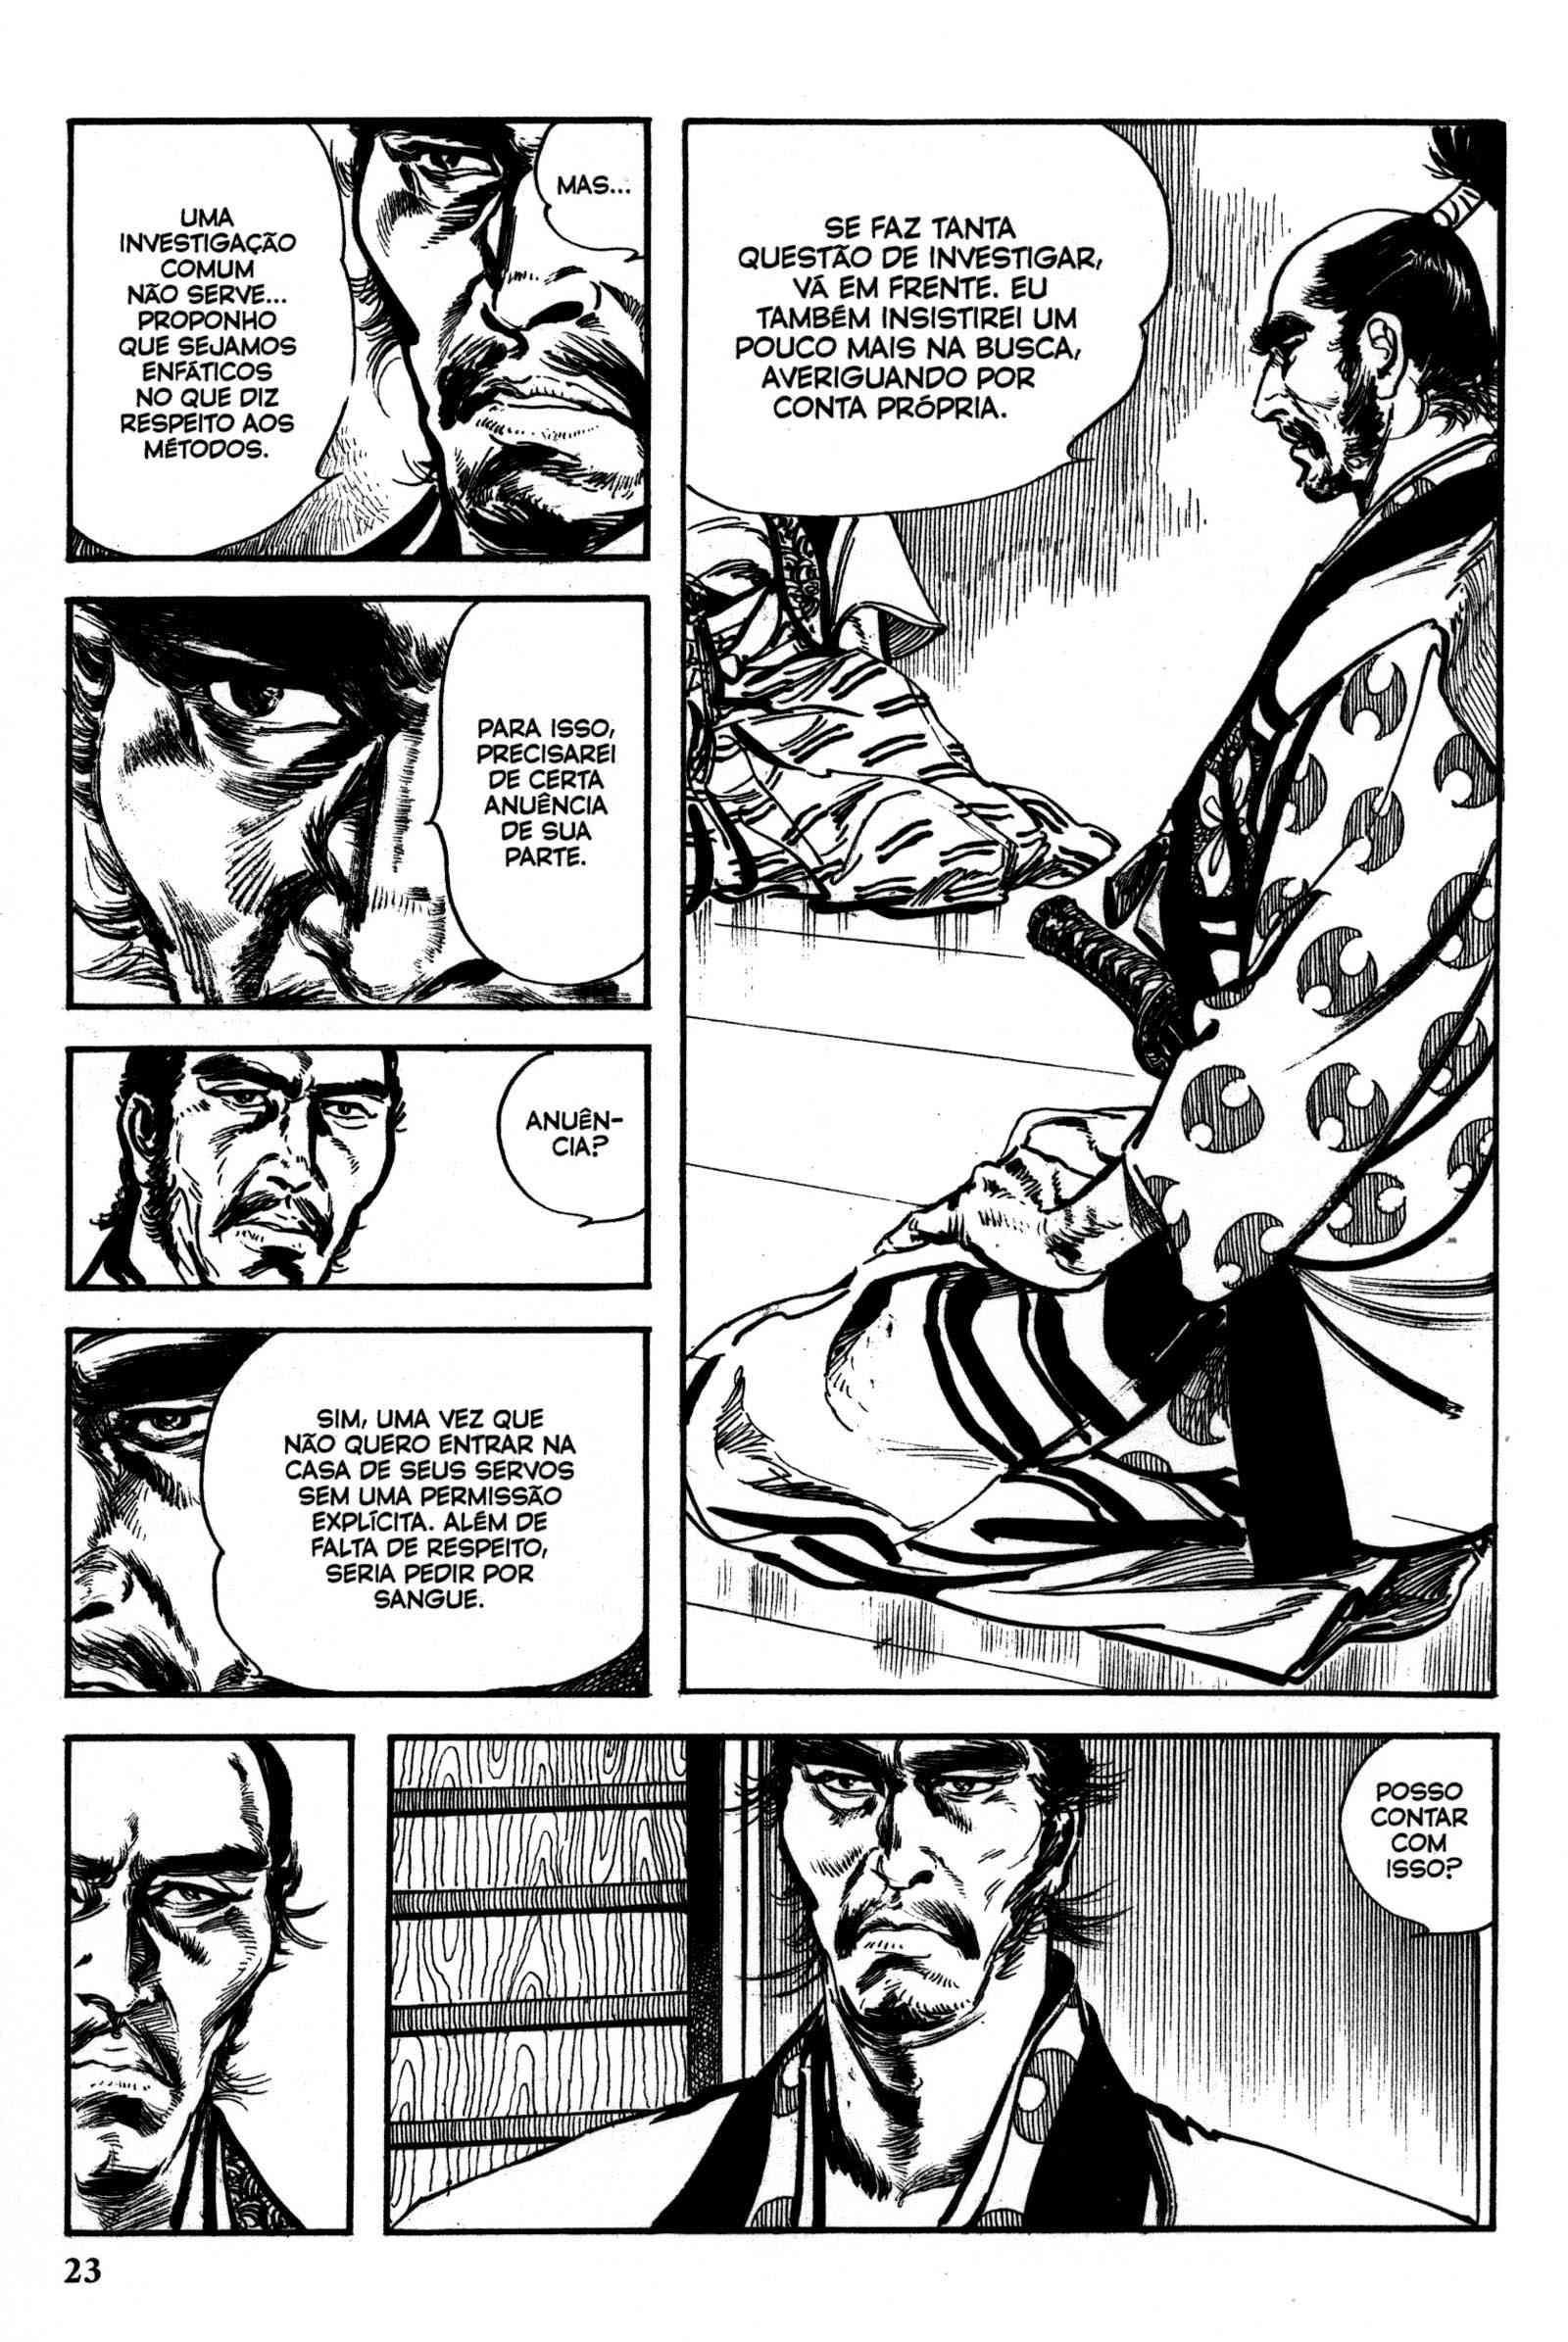 SE FAZ TANTA
QUESTÃO DE INVESTIGAR,
VÁ EM FRENTE. EU
TAMBÉM INSISTIREI UM
POUCO MAIS NA BUSCA,
AVERIGUANDO POR
CONTA PRÓPRIA.
MAS...
UMA
INVESTIGAÇÃO
COMUM
NÃO SERVE...
PROPONHO
QUE SEJAMOS
ENFÁTICOS
NO QUE DIZ
RESPEITO AOS
MÉTODOS.
PARA ISSO,
PRECISAREI
DE CERTA
ANUÊNCIA
DE SUA
PARTE.
ANUÊN-
CIA?
SIM, UMA VEZ QUE
NÃO QUERO ENTRAR NA
CASA DE SEUS SERVOS
SEM UMA PERMISSÃO
EXPLÍCITA. ALÉM DE
FALTA DE RESPEITO,
SERIA PEDIR POR
SANGUE.
POSSO
CONTAR
COM
ISSO?
23